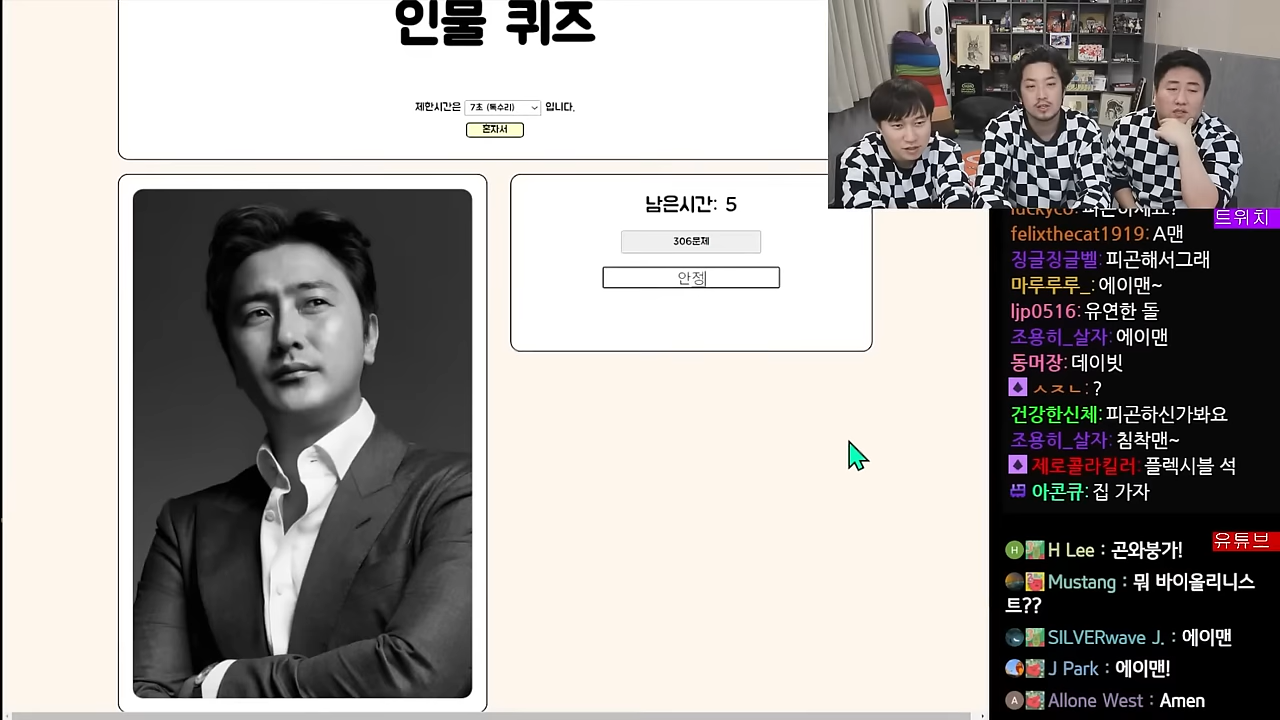 인물 퀴즈
제한시간은 7초 (독수리) 입니다.
혼자서
남은시간: 5
306문제
안정
트위치
luckyco: 피곤하세요?
felixthecat1919: A맨
징글징글벨: 피곤해서그래
마루루루_: 에이맨~
ljp0516: 유연한 돌
조용히_살자: 에이맨
동머장: 데이빗
ㅅㅈㄴ: ?
건강한신체: 피곤하신가봐요
조용히_살자: 침착맨~
제로콜라킬러: 플렉시블 석
아콘큐: 집 가자
유튜브
H H Lee : 곤와붕가!
Mustang : 뭐 바이올리니스
트??
SILVERwave J. : 에이맨
J Park : 에이맨!
A Allone West : Amen